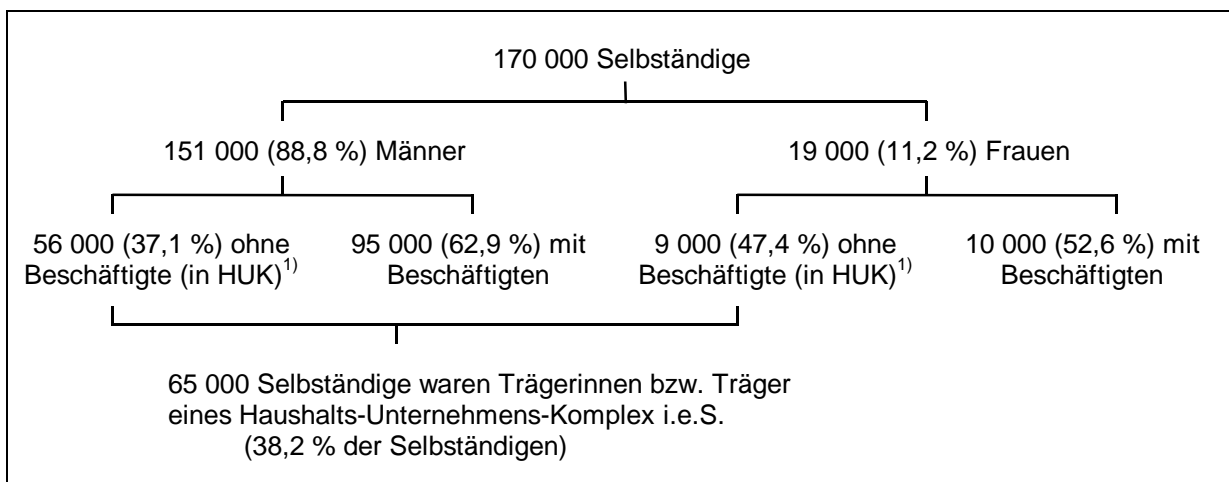 170 000 Selbständige
151 000 (88,8 %) Männer
19 000 (11,2 %) Frauen
56 000 (37,1 %) ohne
Beschäftigte (in HUK)1)
95 000 (62,9 %) mit
Beschäftigten
9 000 (47,4 %) ohne
Beschäftigte (in HUK)1)
10 000 (52,6 %) mit
Beschäftigten
65 000 Selbständige waren Trägerinnen bzw. Träger
eines Haushalts-Unternehmens-Komplex i.e.S.
(38,2 % der Selbständigen)